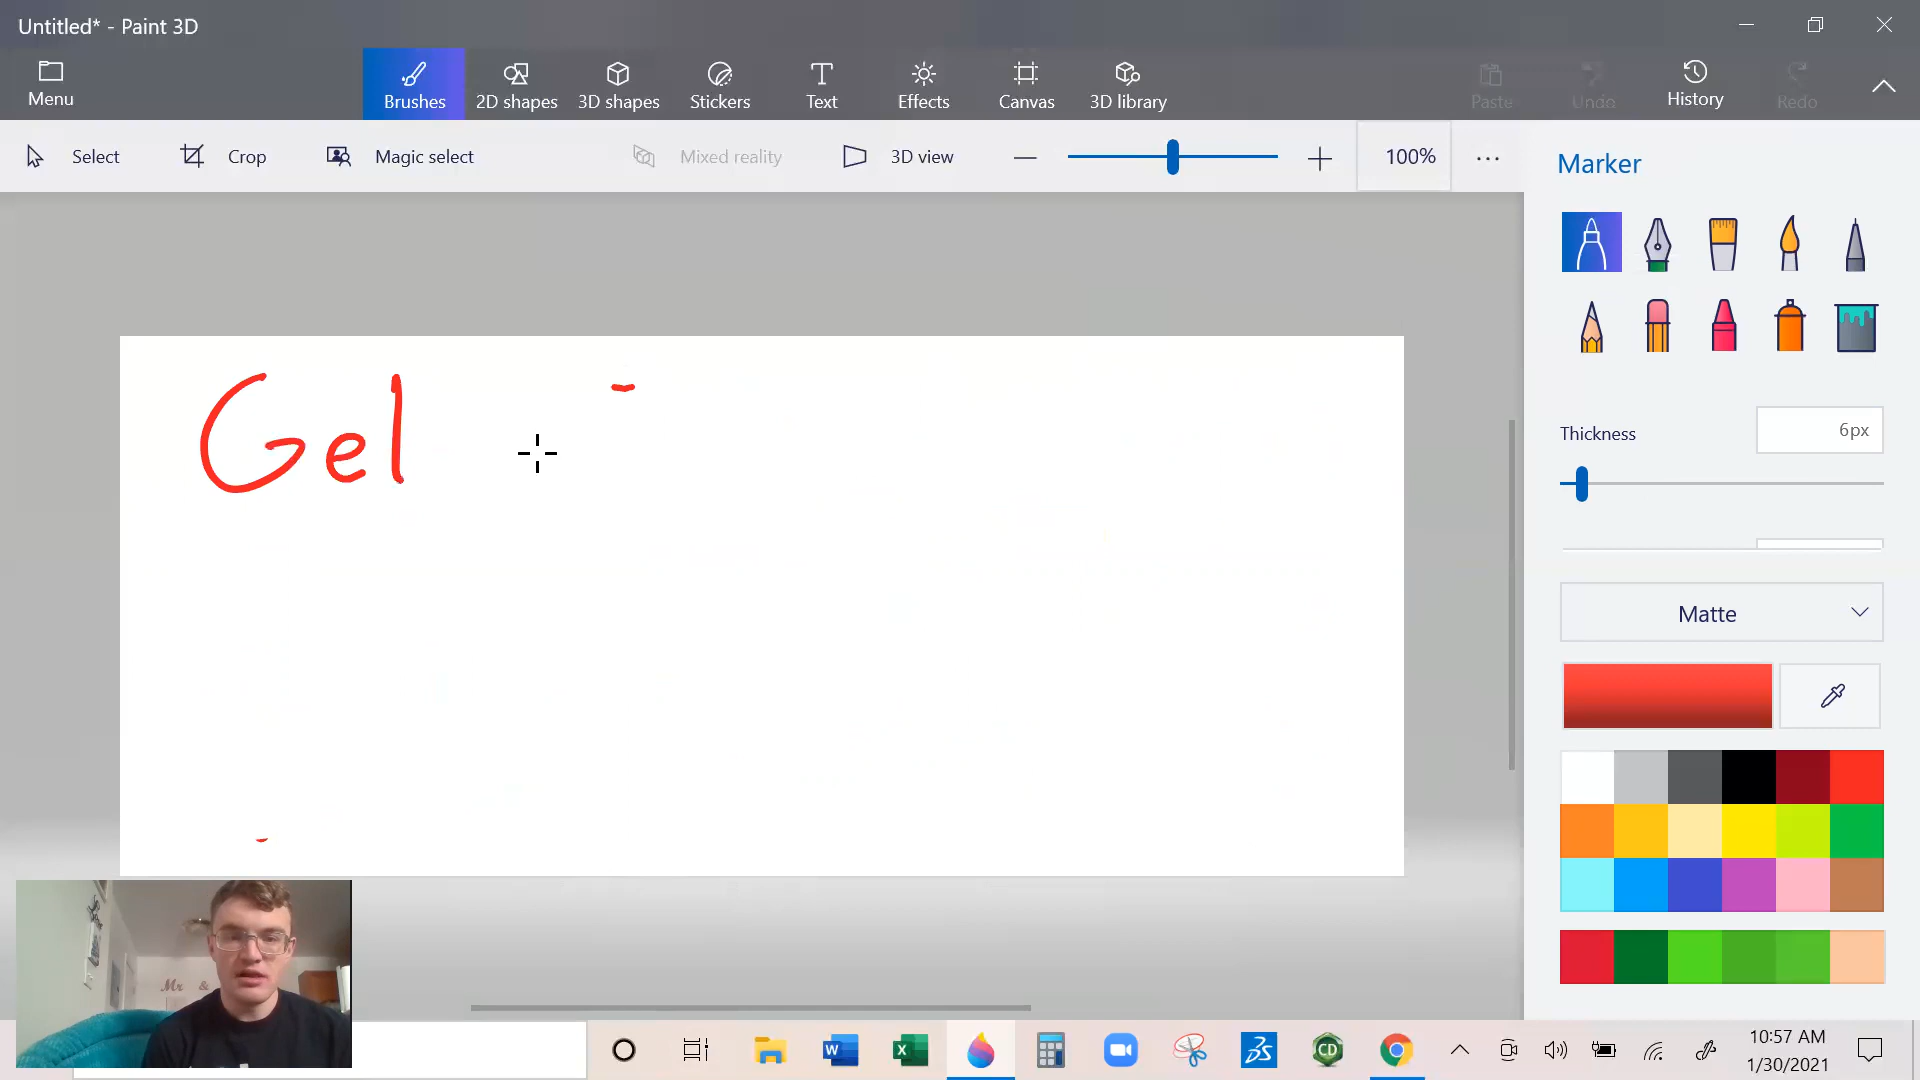 Untitled* - Paint 3D
Menu
Brushes
2D shapes
3D shapes
Stickers
Text
Effects
Canvas
3D library
Paste
Undo
History
Redo
Select
Crop
Magic select
Mixed reality
3D view
100%
Marker
Gel
Thickness
6px
Matte
Mr &
W
X
CD
10:57 AM
1/30/2021